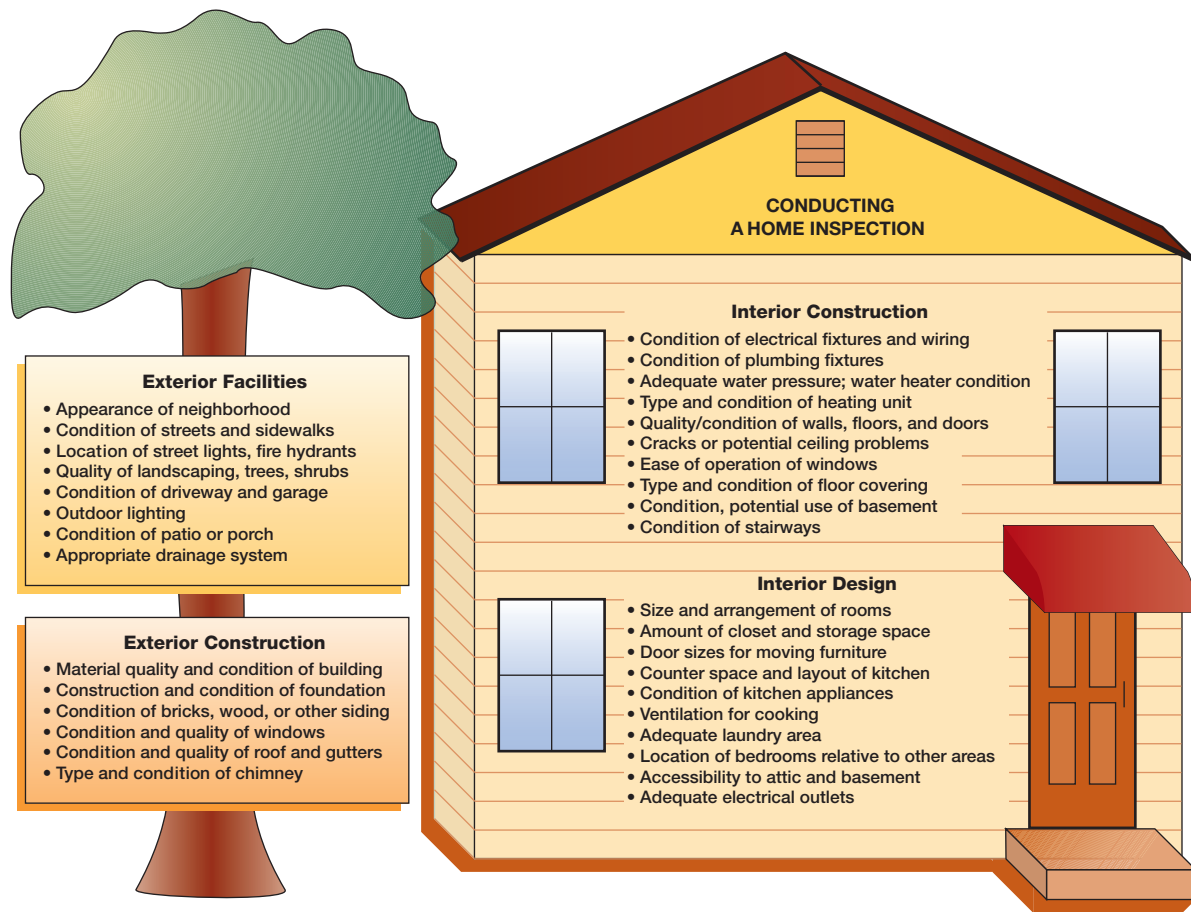 CONDUCTING
A HOME INSPECTION
Exterior Facilities
• Appearance of neighborhood
• Condition of streets and sidewalks
• Location of street lights, fire hydrants
• Quality of landscaping, trees, shrubs
• Condition of driveway and garage
• Outdoor lighting
• Condition of patio or porch
• Appropriate drainage system
Exterior Construction
• Material quality and condition of building
• Construction and condition of foundation
• Condition of bricks, wood, or other siding
• Condition and quality of windows
• Condition and quality of roof and gutters
• Type and condition of chimney
Interior Construction
• Condition of electrical fixtures and wiring
• Condition of plumbing fixtures
• Adequate water pressure; water heater condition
• Type and condition of heating unit
• Quality/condition of walls, floors, and doors
• Cracks or potential ceiling problems
• Ease of operation of windows
• Type and condition of floor covering
• Condition, potential use of basement
• Condition of stairways
Interior Design
• Size and arrangement of rooms
• Amount of closet and storage space
• Door sizes for moving furniture
• Counter space and layout of kitchen
• Condition of kitchen appliances
• Ventilation for cooking
• Adequate laundry area
• Location of bedrooms relative to other areas
• Accessibility to attic and basement
• Adequate electrical outlets